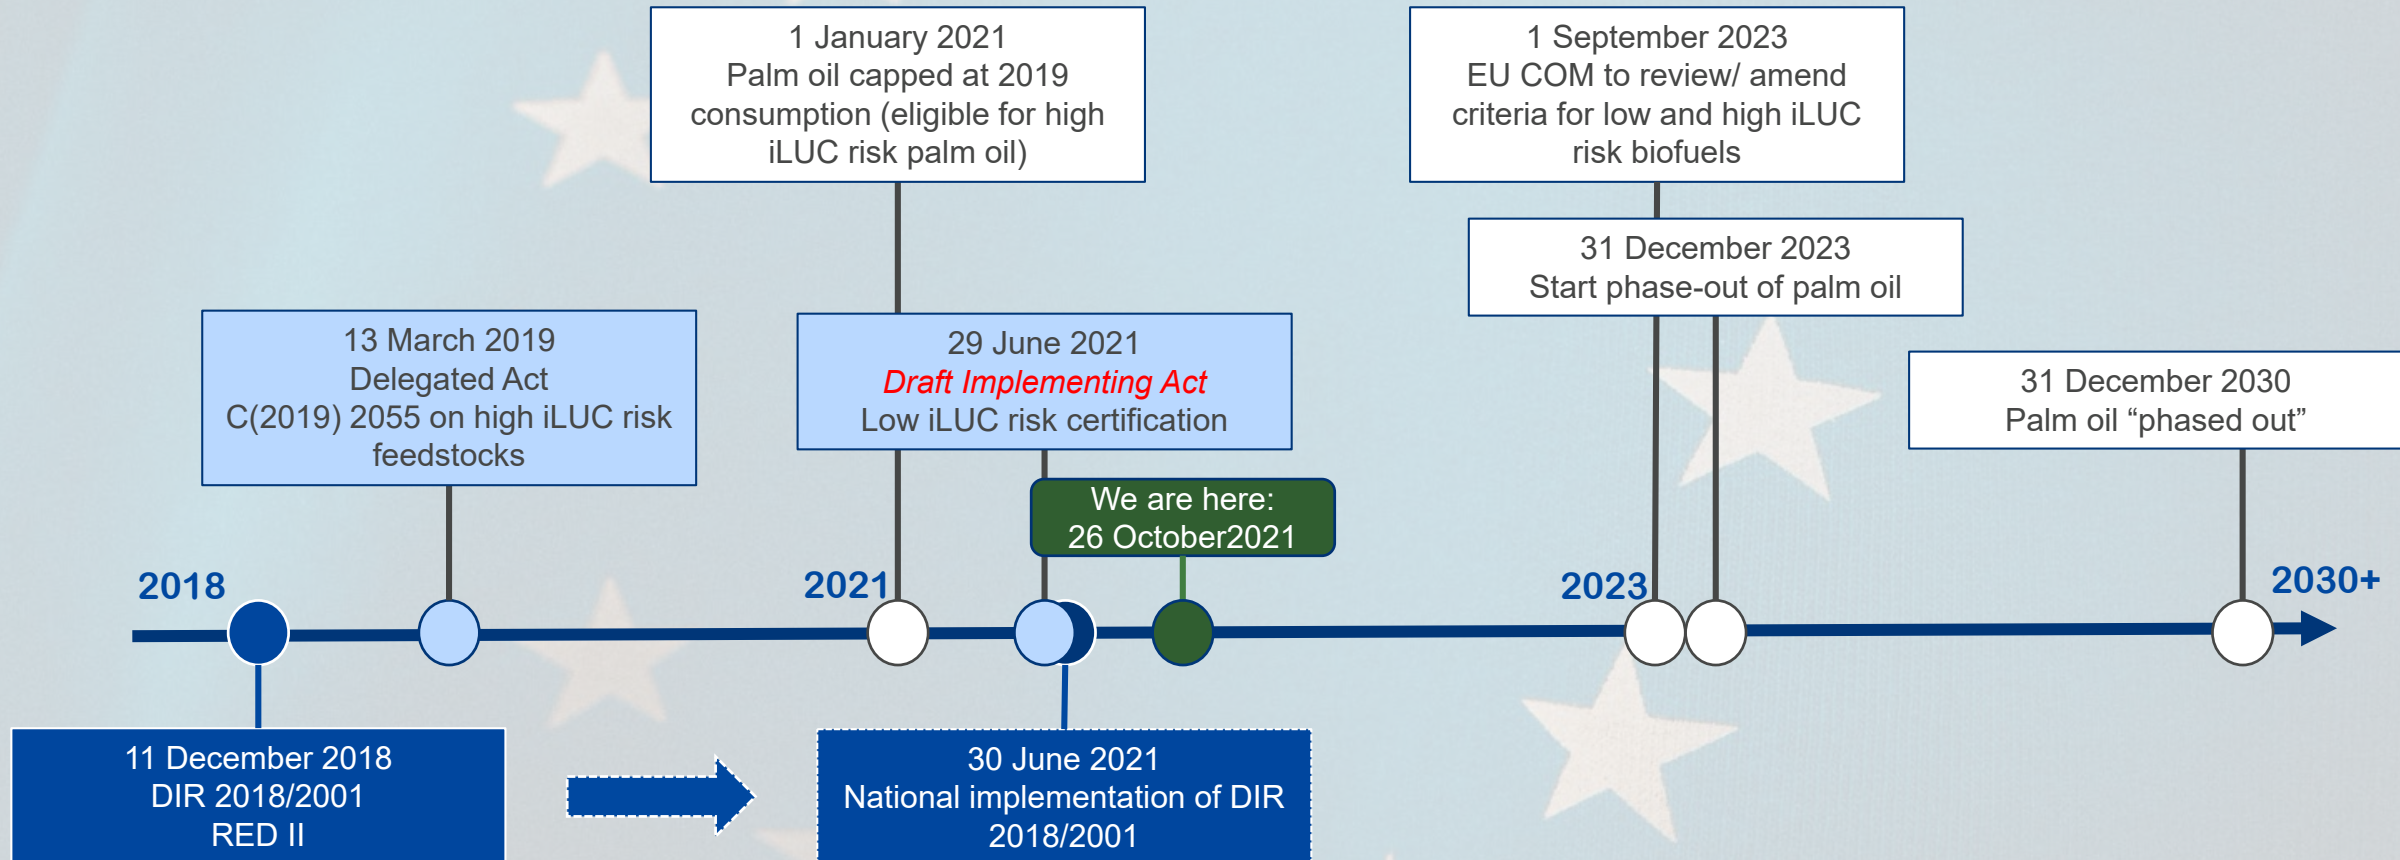 1 January 2021
Palm oil capped at 2019
consumption (eligible for high
iLUC risk palm oil)
1 September 2023
EU COM to review/ amend
criteria for low and high iLUC
risk biofuels
31 December 2023
Start phase-out of palm oil
13 March 2019
Delegated Act
C(2019) 2055 on high iLUC risk
feedstocks
29 June 2021
Draft Implementing Act
Low iLUC risk certification
31 December 2030
Palm oil “phased out”
We are here:
26 October2021
2018
2021
2023
2030+
11 December 2018
DIR 2018/2001
RED II
30 June 2021
National implementation of DIR
2018/2001